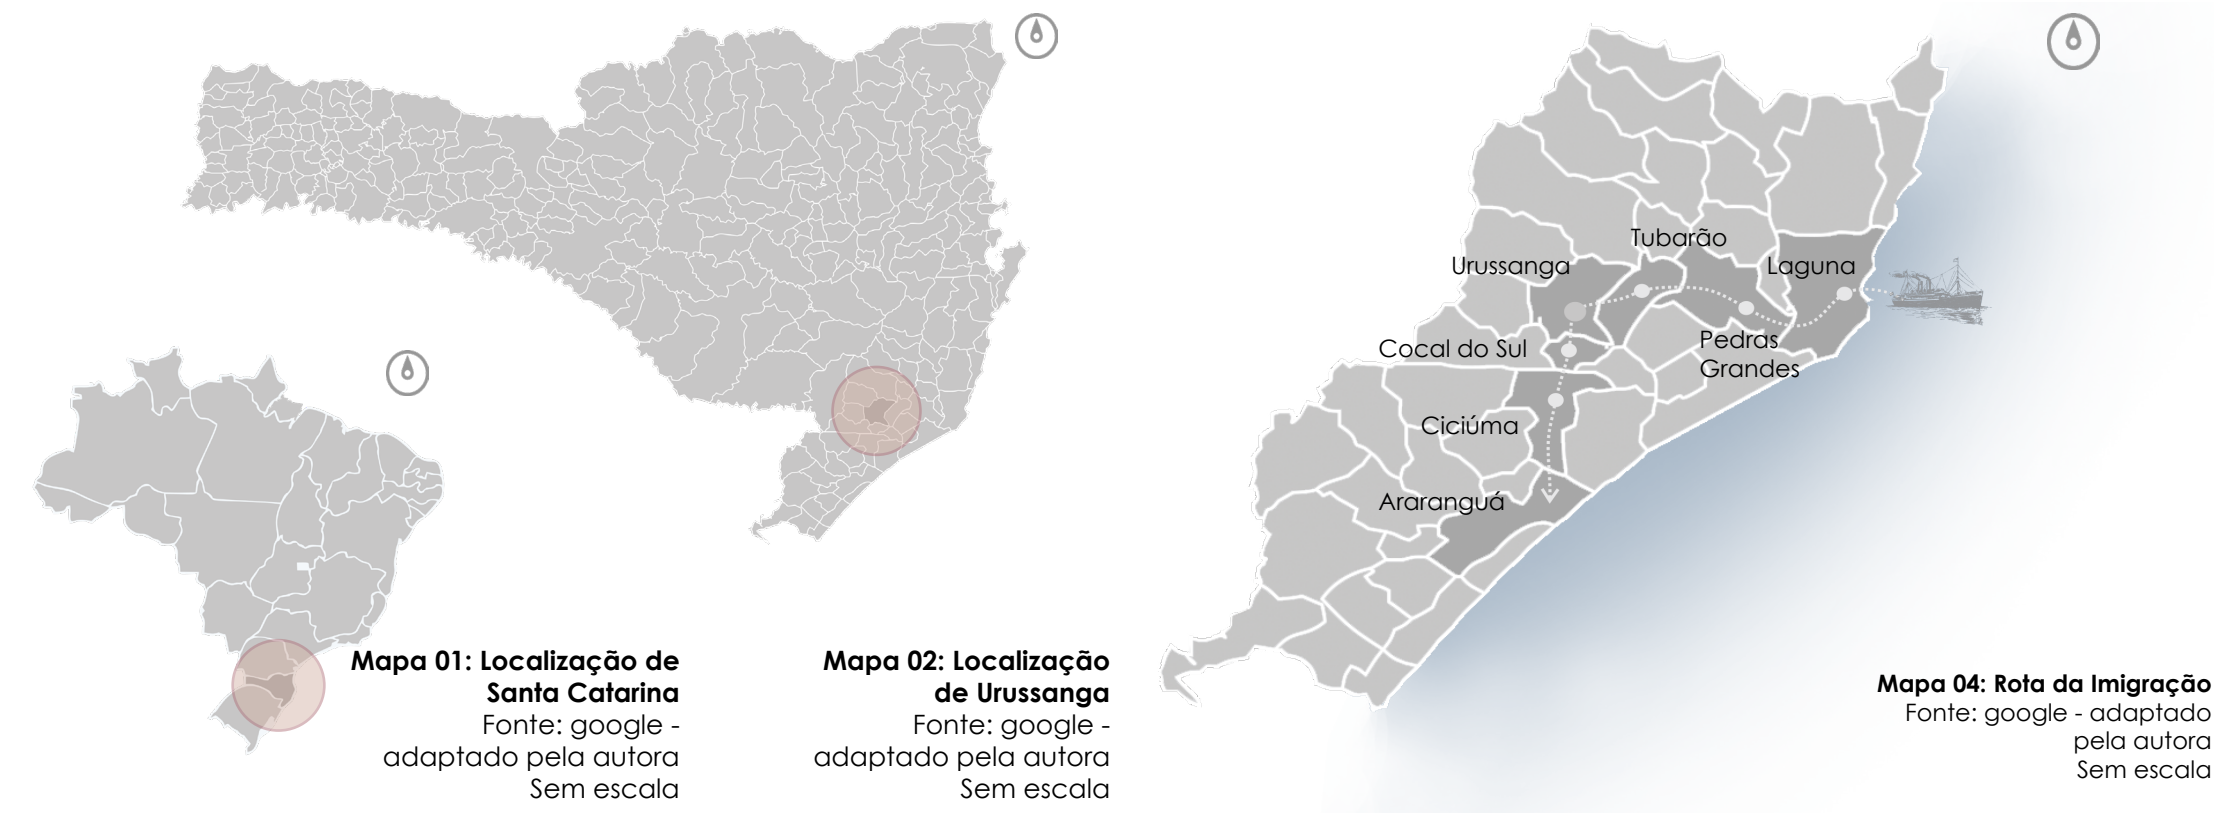 Mapa 01: Localização de
Santa Catarina
Fonte: google -
adaptado pela autora
Sem escala
Mapa 02: Localização
de Urussanga
Fonte: google -
adaptado pela autora
Sem escala
Tubarão
Urussanga
Laguna
Pedras
Grandes
Cocal do Sul
Ciciúma
Araranguá
Mapa 04: Rota da Imigração
Fonte: google - adaptado
pela autora
Sem escala